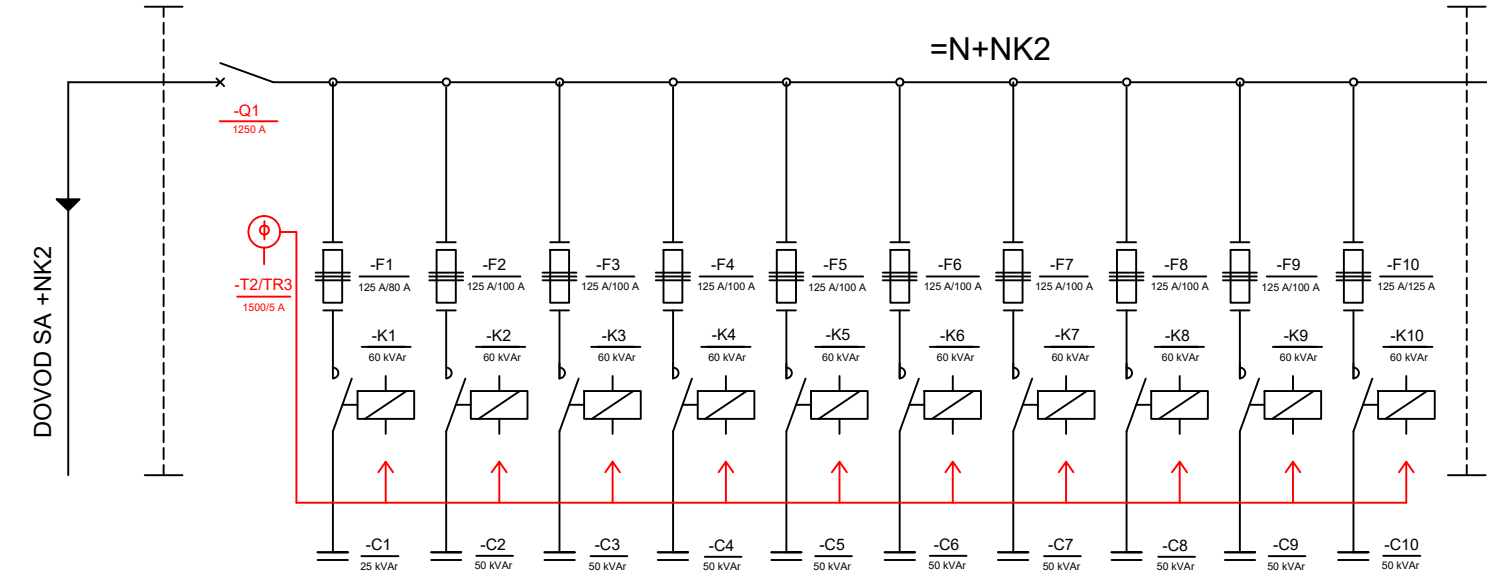 =N+NK2
-Q1
1250 A
DOVOD SA +NK2
-T2/TR3
1500/5 A
-F1
125 A/80 A
-F2
125 A/100 A
-F3
125 A/100 A
-F4
125 A/100 A
-F5
125 A/100 A
-F6
125 A/100 A
-F7
125 A/100 A
-F8
125 A/100 A
-F9
125 A/100 A
-F10
125 A/125 A
-K1
60 kVAr
-K2
60 kVAr
-K3
60 kVAr
-K4
60 kVAr
-K5
60 kVAr
-K6
60 kVAr
-K7
60 kVAr
-K8
60 kVAr
-K9
60 kVAr
-K10
60 kVAr
-C1
25 kVAr
-C2
50 kVAr
-C3
50 kVAr
-C4
50 kVAr
-C5
50 kVAr
-C6
50 kVAr
-C7
50 kVAr
-C8
50 kVAr
-C9
50 kVAr
-C10
50 kVAr